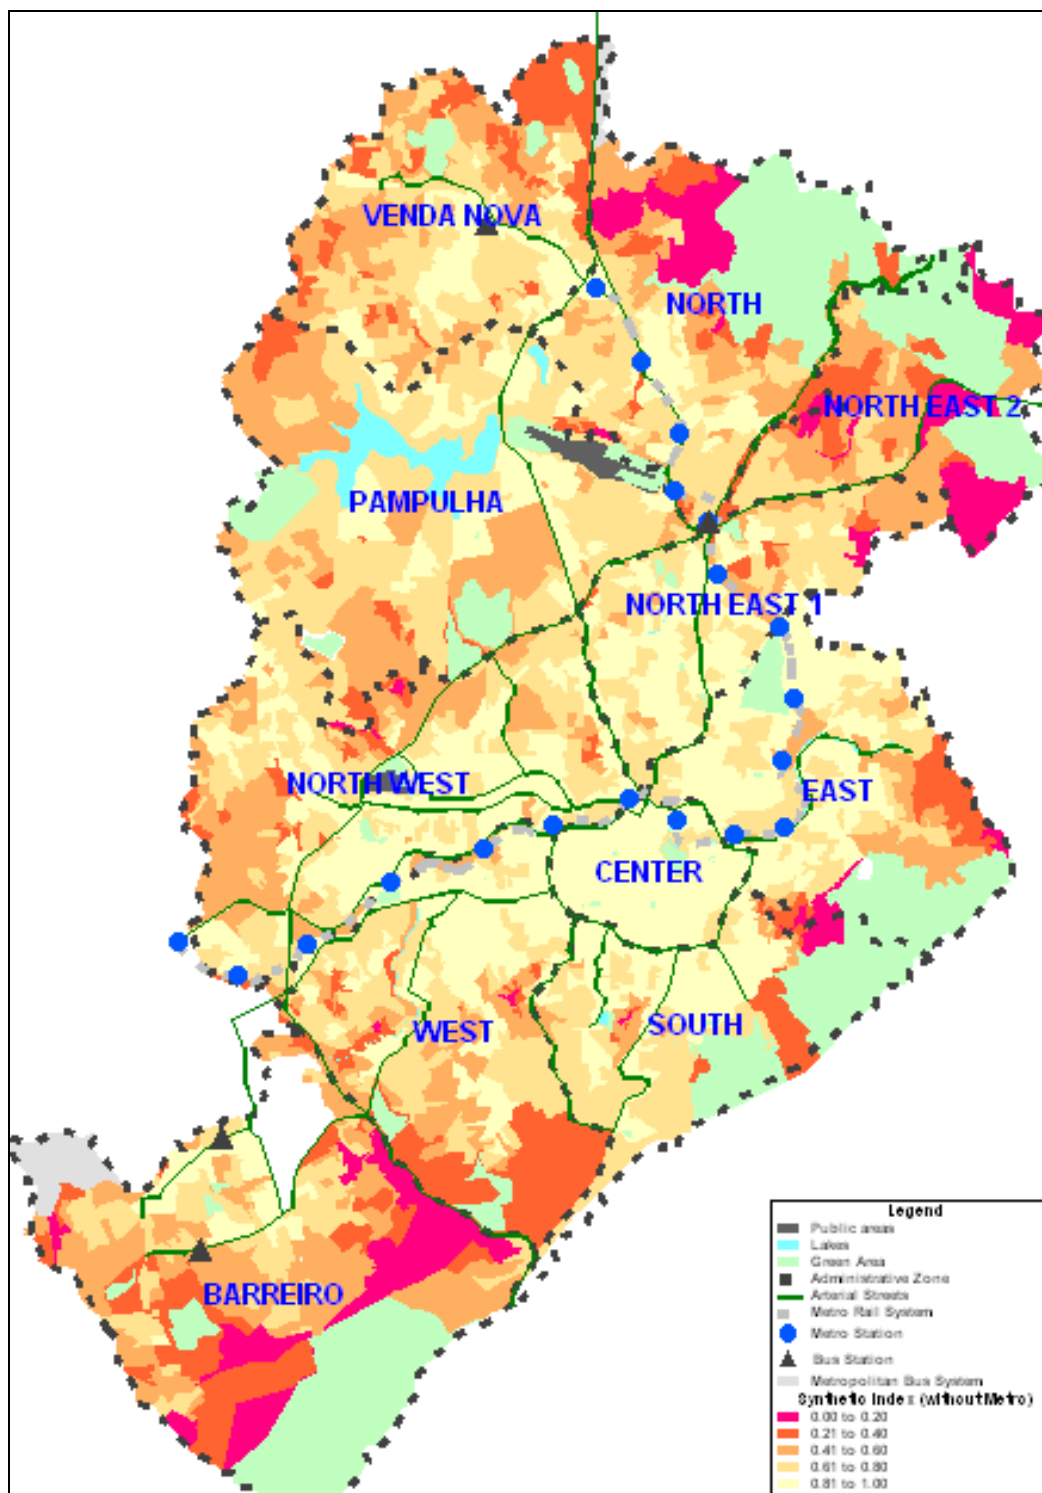 VENDA NOVA
NORTH
NORTH EAST 2
PAMPULHA
NORTH EAST 1
NORTH WEST
EAST
CENTER
WEST
SOUTH
BARREIRO
Legend
Public areas
Lakes
Green Area
Administrative Zone
Arterial Streets
Metro Rail System
Metro Station
Bus Station
Metropolitan Bus System
Synthetic Index (without Metro)
0.00 to 0.20
0.21 to 0.40
0.41 to 0.60
0.61 to 0.80
0.81 to 1.00